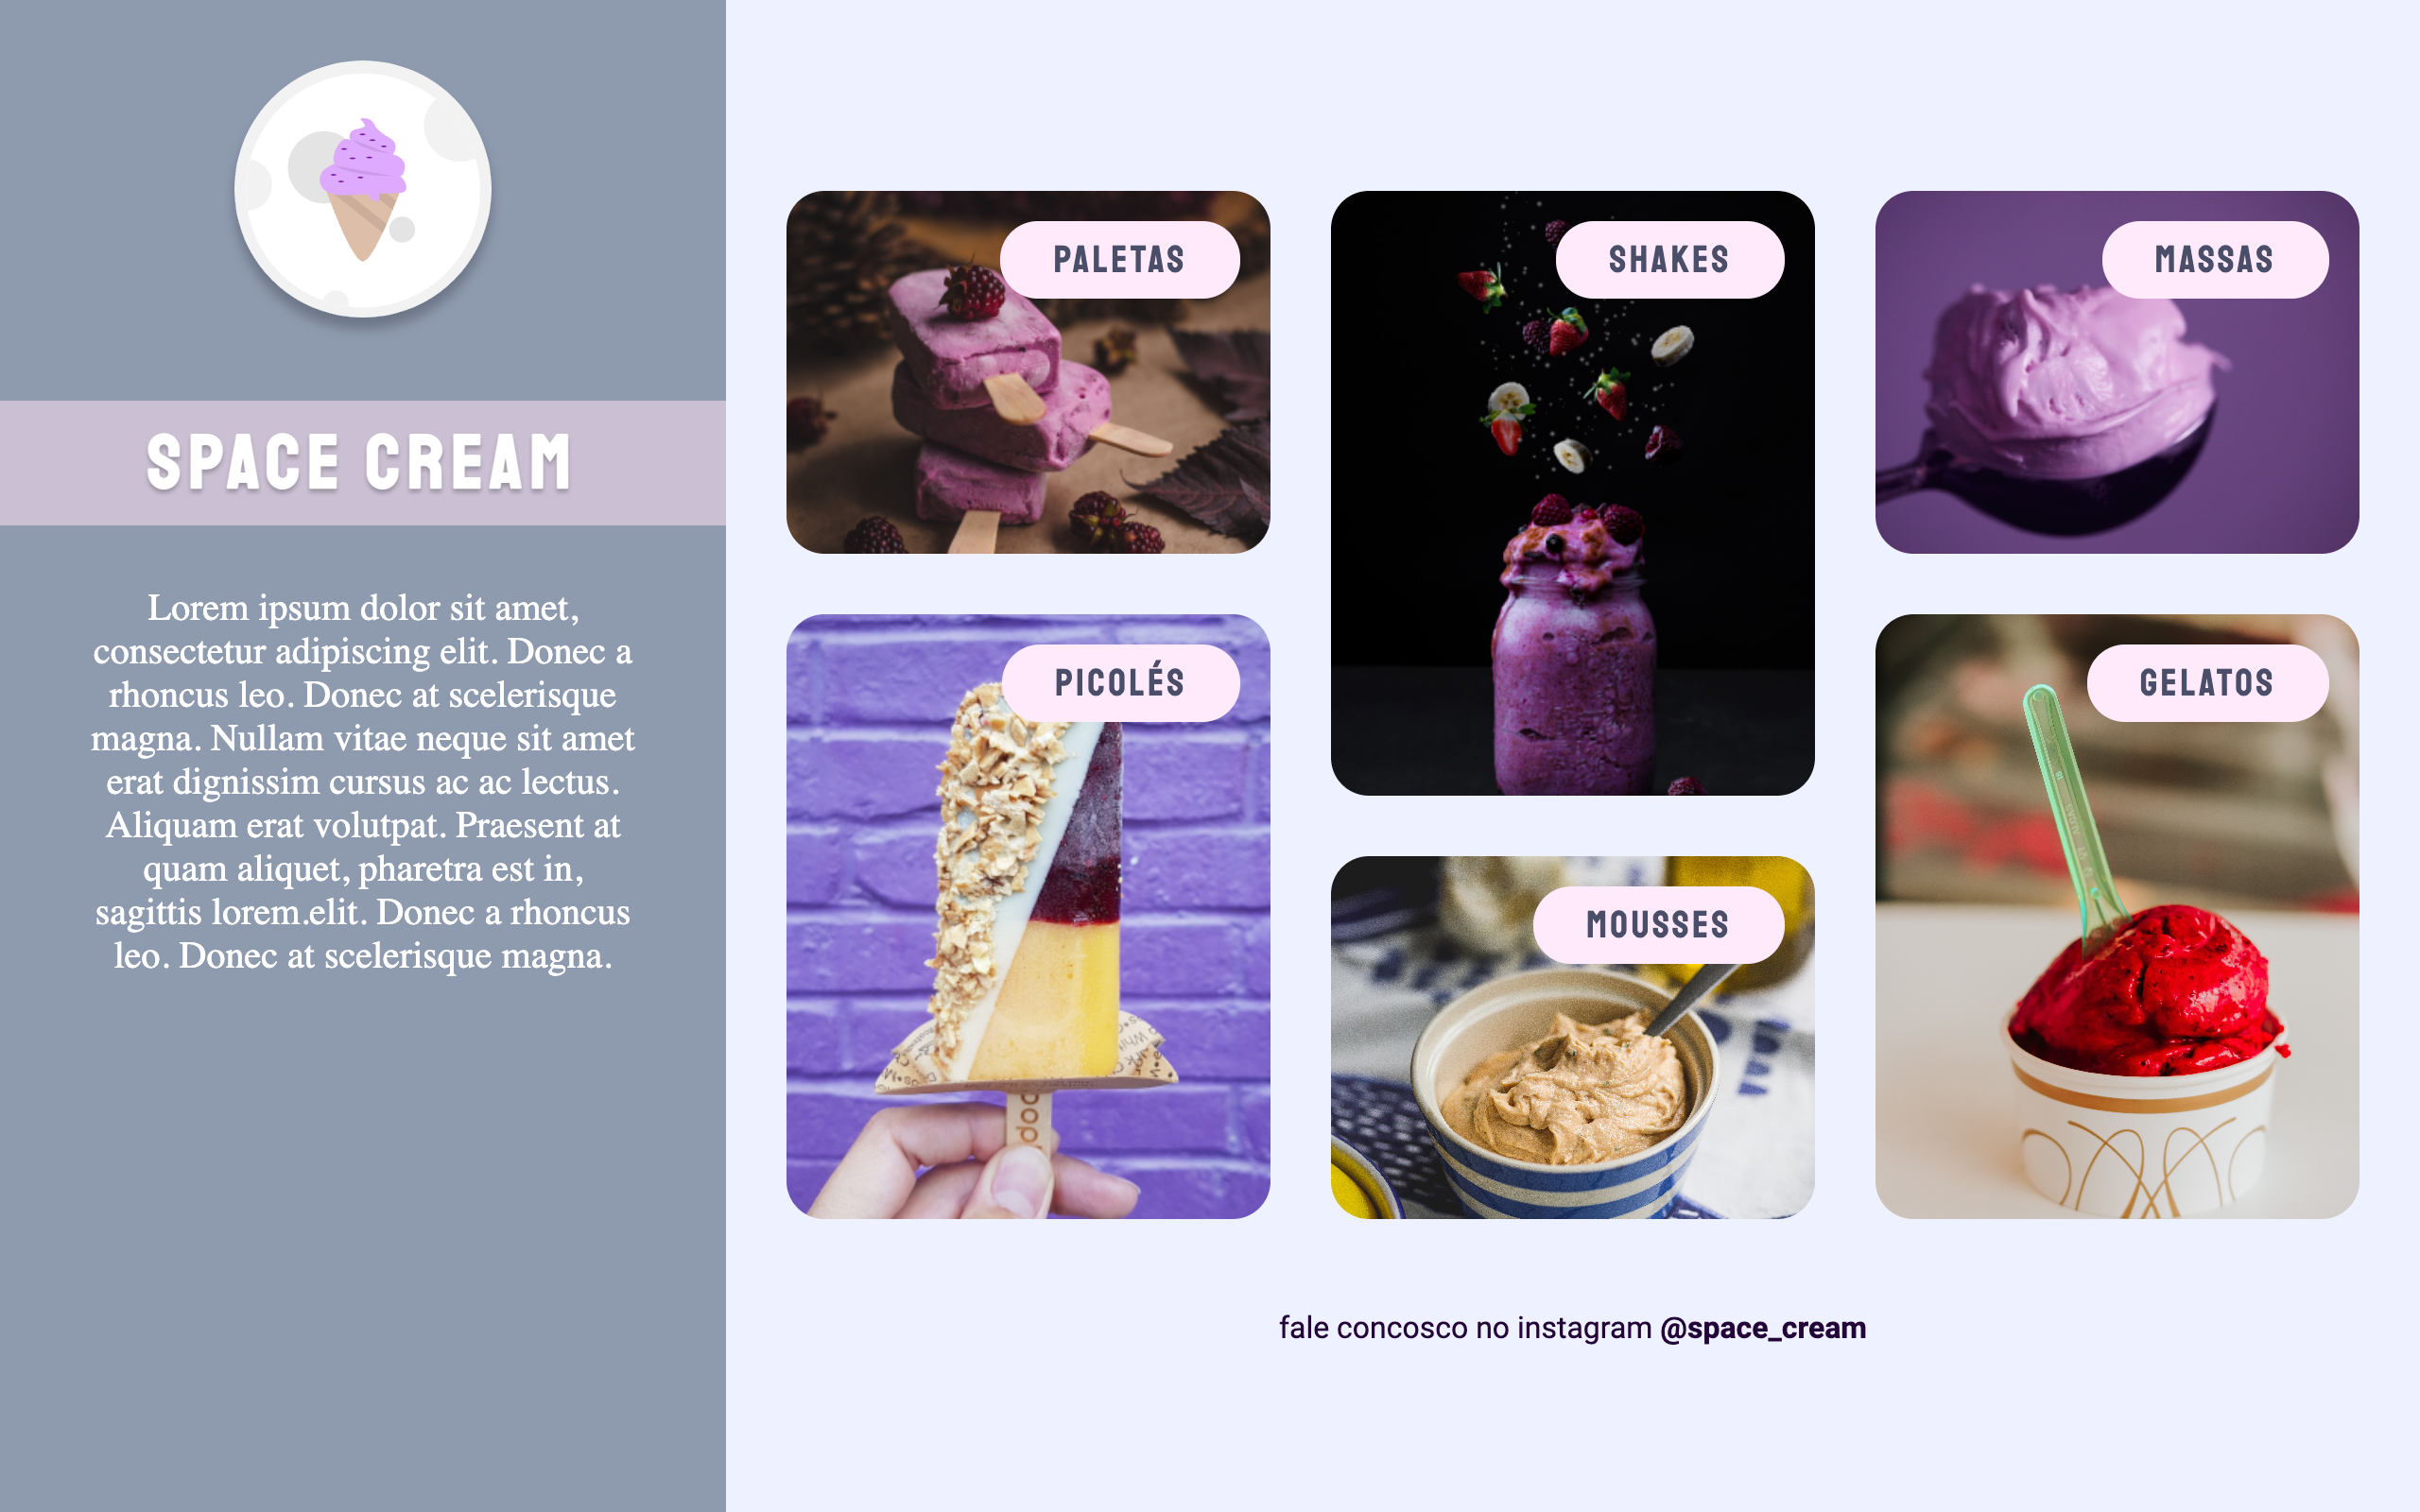 SPACE CREAM
Lorem ipsum dolor sit amet,
consectetur adipiscing elit. Donec a
rhoncus leo. Donec at scelerisque
magna. Nullam vitae neque sit amet
erat dignissim cursus ac ac lectus.
Aliquam erat volutpat. Praesent at
quam aliquet, pharetra est in,
sagittis lorem.elit. Donec a rhoncus
leo. Donec at scelerisque magna.
PALETAS
SHAKES
MASSAS
PICOLÉS
GELATOS
MOUSSES
fale concosco no instagram @space_cream